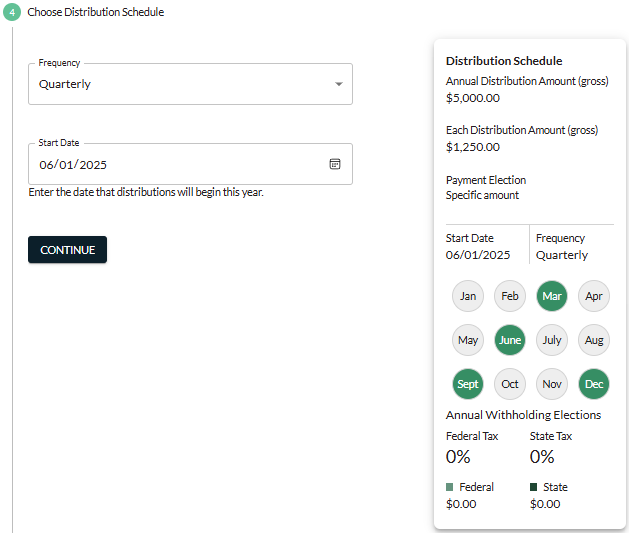 4 Choose Distribution Schedule
Frequency
Quarterly
Start Date
06/01/2025
Enter the date that distributions will begin this year.
CONTINUE
Distribution Schedule
Annual Distribution Amount (gross)
$5,000.00
Each Distribution Amount (gross)
$1,250.00
Payment Election
Specific amount
Start Date Frequency
06/01/2025 Quarterly
Jan Feb Mar Apr
May June July Aug
Sept Oct Nov Dec
Annual Withholding Elections
Federal Tax State Tax
0% 0%
Federal State
$0.00 $0.00